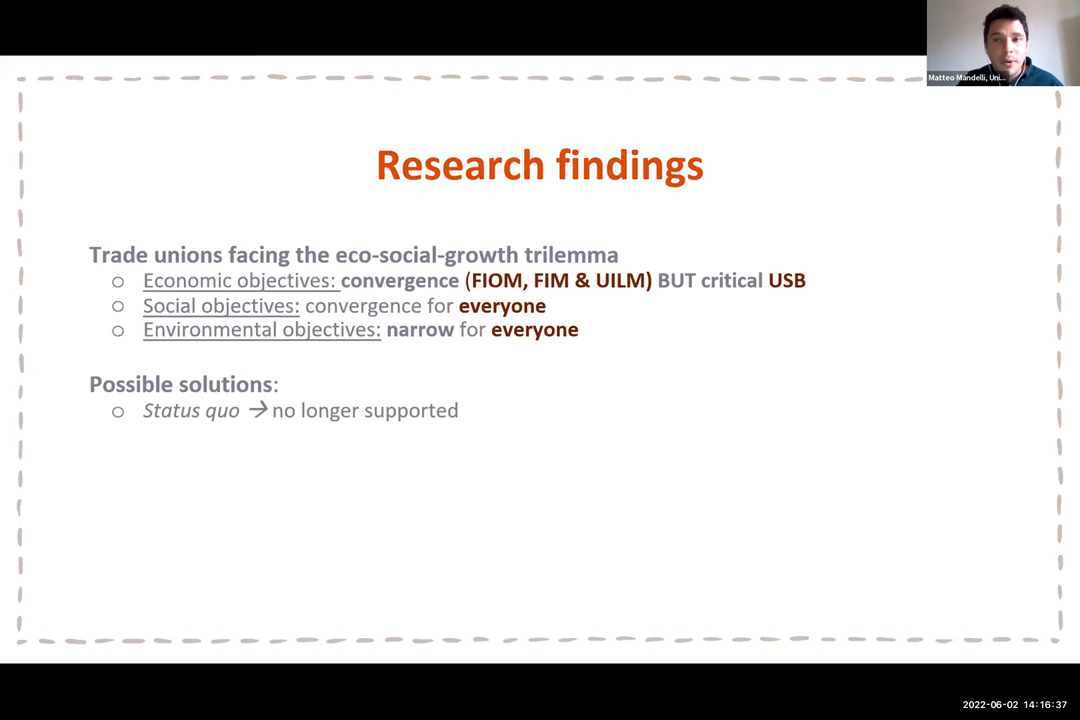 Matteo Mandelli, Uni...
Research findings
Trade unions facing the eco-social-growth trilemma
○ Economic objectives: convergence (FIOM, FIM & UILM) BUT critical USB
○ Social objectives: convergence for everyone
○ Environmental objectives: narrow for everyone
Possible solutions:
○ Status quo → no longer supported
2022-06-02 14:16:37